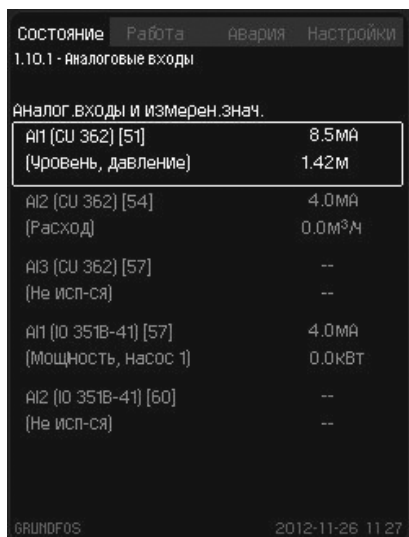 Состояние Работа Авария Настройки
1.10.1 - Аналоговые входы
Аналог.входы и измерен.знач.
AI1 (CU 362) [51] 8.5мА
(Уровень, давление) 1.42м
AI2 (CU 362) [54] 4.0мА
(Расход) 0.0м³/ч
AI3 (CU 362) [57] --
(Не исп-ся) --
AI1 (IO 351B-41) [57] 4.0мА
(Мощность, насос 1) 0.0кВт
AI2 (IO 351B-41) [60] --
(Не исп-ся) --
GRUNDFOS 2012-11-26 11:27